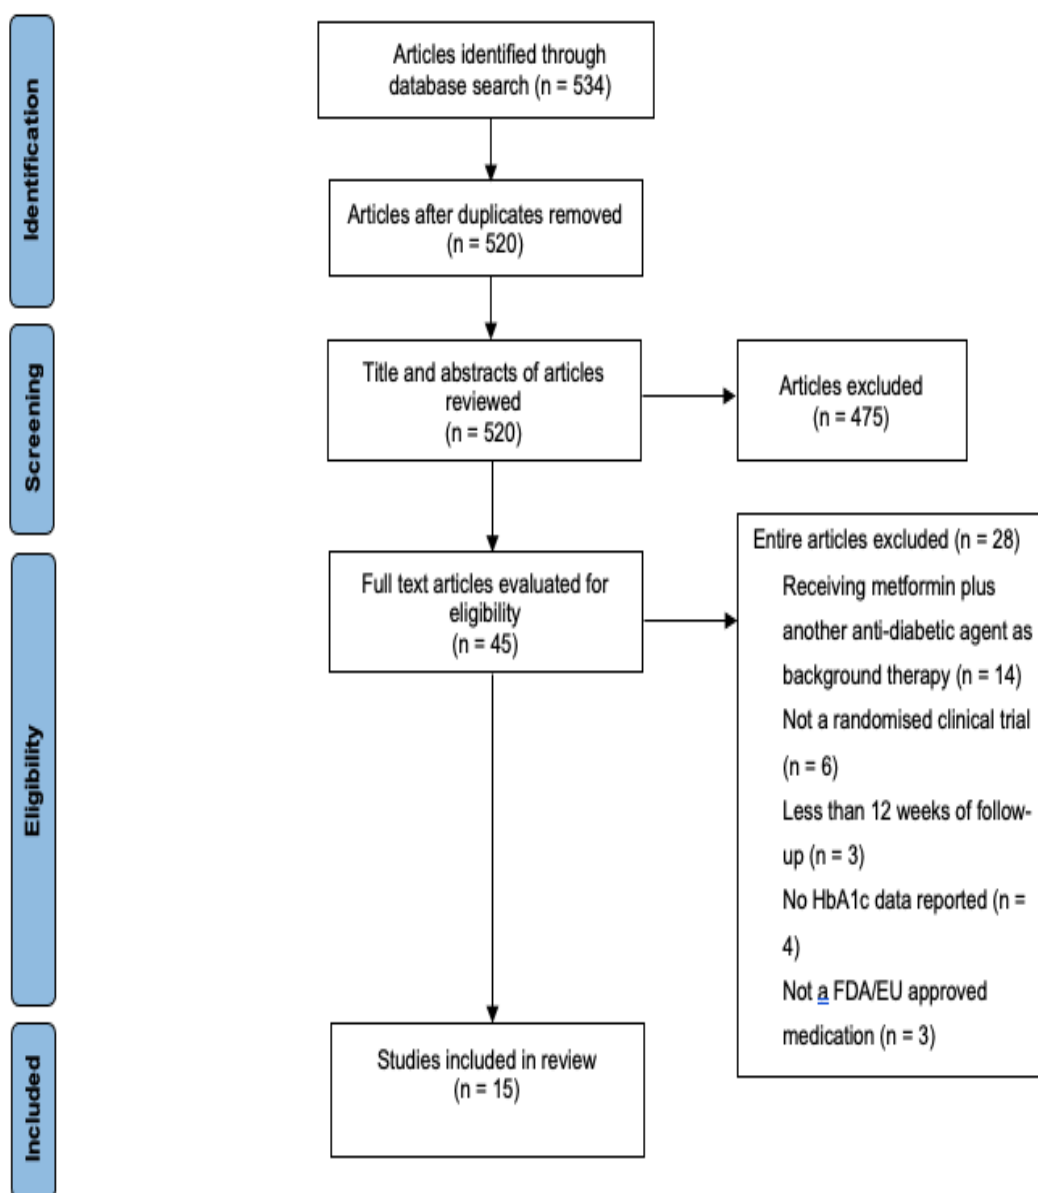 Identification
Articles identified through
database search (n = 534)
Articles after duplicates removed
(n = 520)
Screening
Title and abstracts of articles
reviewed
(n = 520)
Articles excluded
(n = 475)
Eligibility
Full text articles evaluated for
eligibility
(n = 45)
Entire articles excluded (n = 28)
Receiving metformin plus
another anti-diabetic agent as
background therapy (n = 14)
Not a randomised clinical trial
(n = 6)
Less than 12 weeks of follow-
up (n = 3)
No HbA1c data reported (n =
4)
Not a FDA/EU approved
medication (n = 3)
Included
Studies included in review
(n = 15)